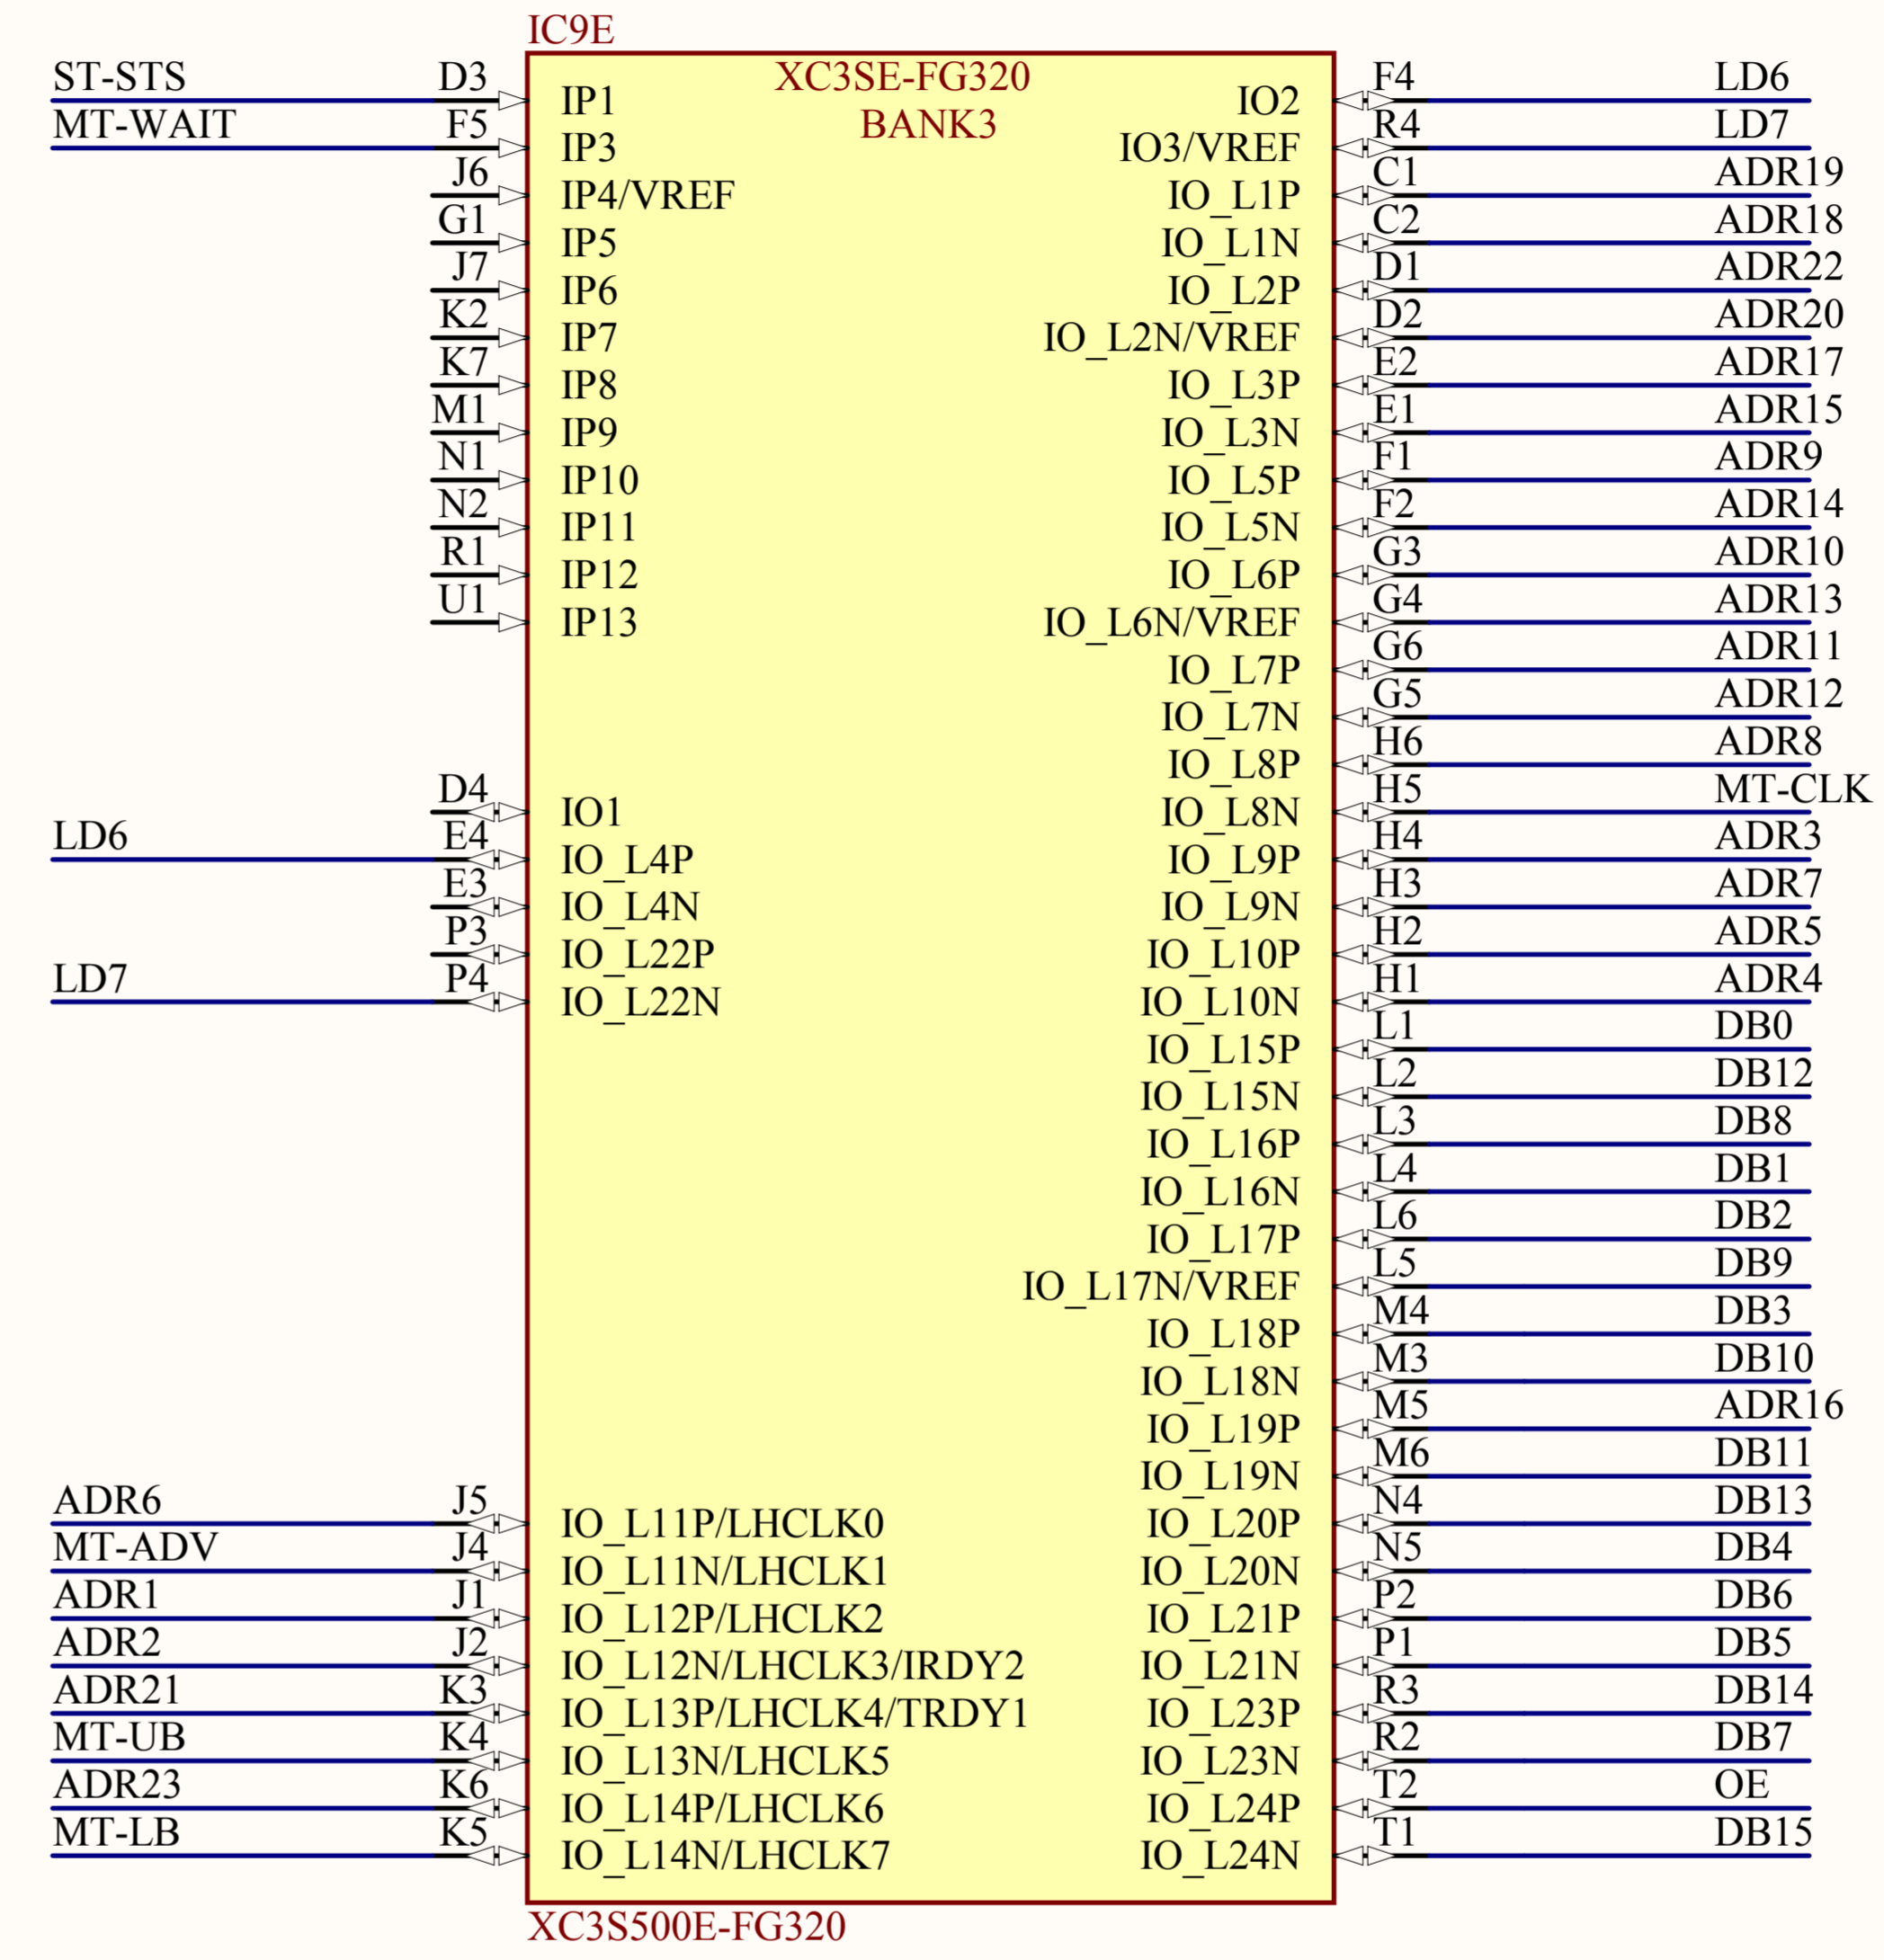 IC9E
XC3SE-FG320
BANK3
ST-STS D3 IP1
MT-WAIT F5 IP3
J6 IP4/VREF
G1 IP5
J7 IP6
K2 IP7
K7 IP8
M1 IP9
N1 IP10
N2 IP11
R1 IP12
U1 IP13
D4 IO1
LD6 E4 IO_L4P
E3 IO_L4N
P3 IO_L22P
LD7 P4 IO_L22N
ADR6 J5 IO_L11P/LHCLK0
MT-ADV J4 IO_L11N/LHCLK1
ADR1 J1 IO_L12P/LHCLK2
ADR2 J2 IO_L12N/LHCLK3/IRDY2
ADR21 K3 IO_L13P/LHCLK4/TRDY1
MT-UB K4 IO_L13N/LHCLK5
ADR23 K6 IO_L14P/LHCLK6
MT-LB K5 IO_L14N/LHCLK7
IO2 F4 LD6
IO3/VREF R4 LD7
IO_L1P C1 ADR19
IO_L1N C2 ADR18
IO_L2P D1 ADR22
IO_L2N/VREF D2 ADR20
IO_L3P E2 ADR17
IO_L3N E1 ADR15
IO_L5P F1 ADR9
IO_L5N F2 ADR14
IO_L6P G3 ADR10
IO_L6N/VREF G4 ADR13
IO_L7P G6 ADR11
IO_L7N G5 ADR12
IO_L8P H6 ADR8
IO_L8N H5 MT-CLK
IO_L9P H4 ADR3
IO_L9N H3 ADR7
IO_L10P H2 ADR5
IO_L10N H1 ADR4
IO_L15P L1 DB0
IO_L15N L2 DB12
IO_L16P L3 DB8
IO_L16N L4 DB1
IO_L17P L6 DB2
IO_L17N/VREF L5 DB9
IO_L18P M4 DB3
IO_L18N M3 DB10
IO_L19P M5 ADR16
IO_L19N M6 DB11
IO_L20P N4 DB13
IO_L20N N5 DB4
IO_L21P P2 DB6
IO_L21N P1 DB5
IO_L23P R3 DB14
IO_L23N R2 DB7
IO_L24P T2 OE
IO_L24N T1 DB15
XC3S500E-FG320